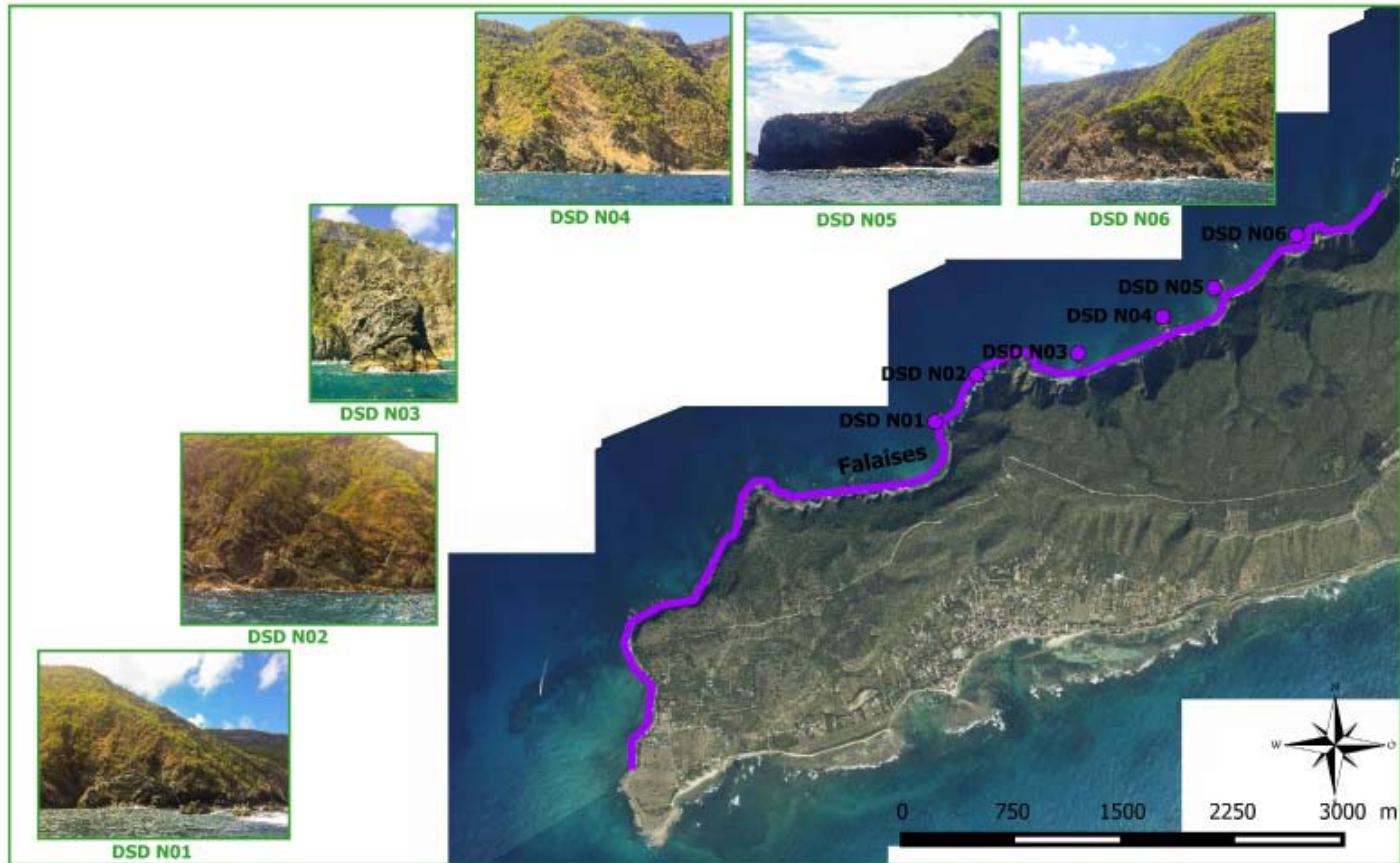 DSD N04
DSD N05
DSD N06
DSD N03
DSD N02
DSD N01
DSD N06
DSD N05
DSD N04
DSD N03
DSD N02
DSD N01
Falaises
N
W
O
S
0 750 1500 2250 3000 m